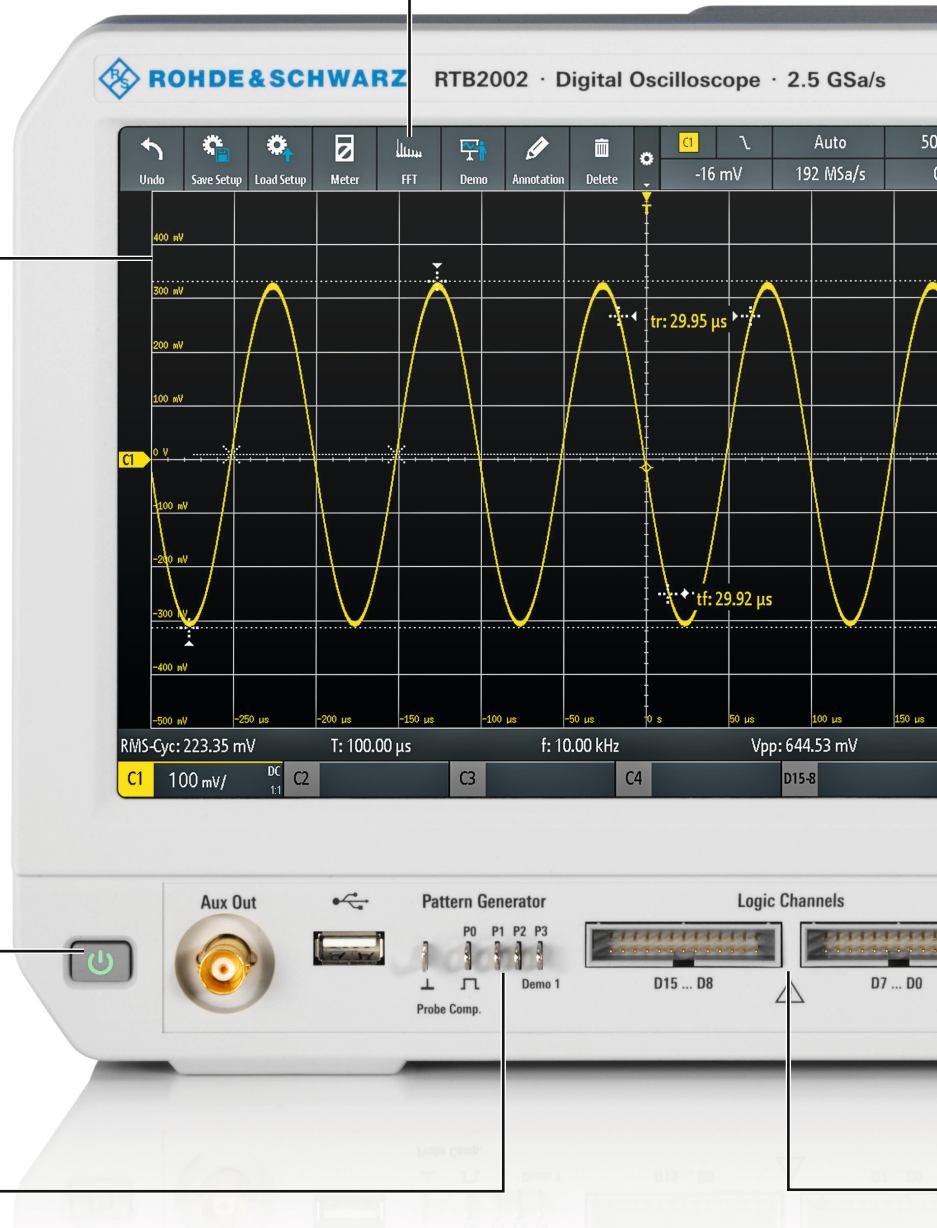 ROHDE&SCHWARZ RTB2002 · Digital Oscilloscope · 2.5 GSa/s
Undo Save Setup Load Setup Meter FFT Demo Annotation Delete
C1 Auto 50
-16 mV 192 MSa/s
T
400 mV
300 mV
tr: 29.95 µs
200 mV
100 mV
C1 0 V
-100 mV
-200 mV
tf: 29.92 µs
-300 mV
-400 mV
-500 mV -250 µs -200 µs -150 µs -100 µs -50 µs 0 s 50 µs 100 µs 150 µs
RMS-Cyc: 223.35 mV T: 100.00 µs f: 10.00 kHz Vpp: 644.53 mV
C1 100 mV/ DC 1:1 C2 C3 C4 D15-8
Aux Out Pattern Generator Logic Channels
P0 P1 P2 P3
Demo 1 D15 ... D8 D7 ... D0
Probe Comp.